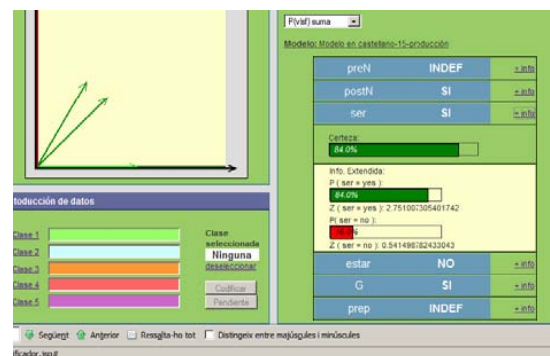 P(visf) suma
Modelo: Modelo en castellano-15-producción
preN INDEF + info
postN SI + info
ser SI - info
Certeza:
84.0%
Info. Extendida:
P ( ser = yes ):
84.0%
Z ( ser = yes ): 2.751007305401742
P( ser = no ):
Z ( ser = no ): 0.541498782433043
estar NO + info
G SI + info
prep INDEF + info
toducción de datos
Clase 1
Clase 2
Clase 3
Clase 4
Clase 5
Clase
seleccionada
Ninguna
deseleccionar
Codificar
Pendiente
Següent Anterior Ressalta-ho tot Distingeix entre majúscules i minúscules
ficador.jsp#